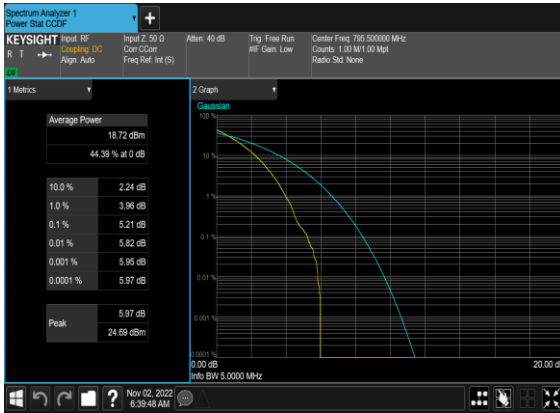 Spectrum Analyzer 1
Power Stat CCDF
KEYSIGHT
R T
LXI
Input: RF
Coupling: DC
Align: Auto
Input Z: 50 Ω
Corr CCorr
Freq Ref: Int (S)
Atten: 40 dB
Trig: Free Run
#IF Gain: Low
Center Freq: 795.500000 MHz
Counts: 1.00 M/1.00 Mpt
Radio Std: None
1 Metrics
Average Power
18.72 dBm
44.39 % at 0 dB
10.0 % 2.24 dB
1.0 % 3.96 dB
0.1 % 5.21 dB
0.01 % 5.82 dB
0.001 % 5.95 dB
0.0001 % 5.97 dB
Peak
5.97 dB
24.69 dBm
2 Graph
Gaussian
100 %
10 %
1 %
0.1 %
0.01 %
0.001 %
0.0001 %
0.00 dB
20.00 d
Info BW 5.0000 MHz
?
Nov 02, 2022
6:39:48 AM